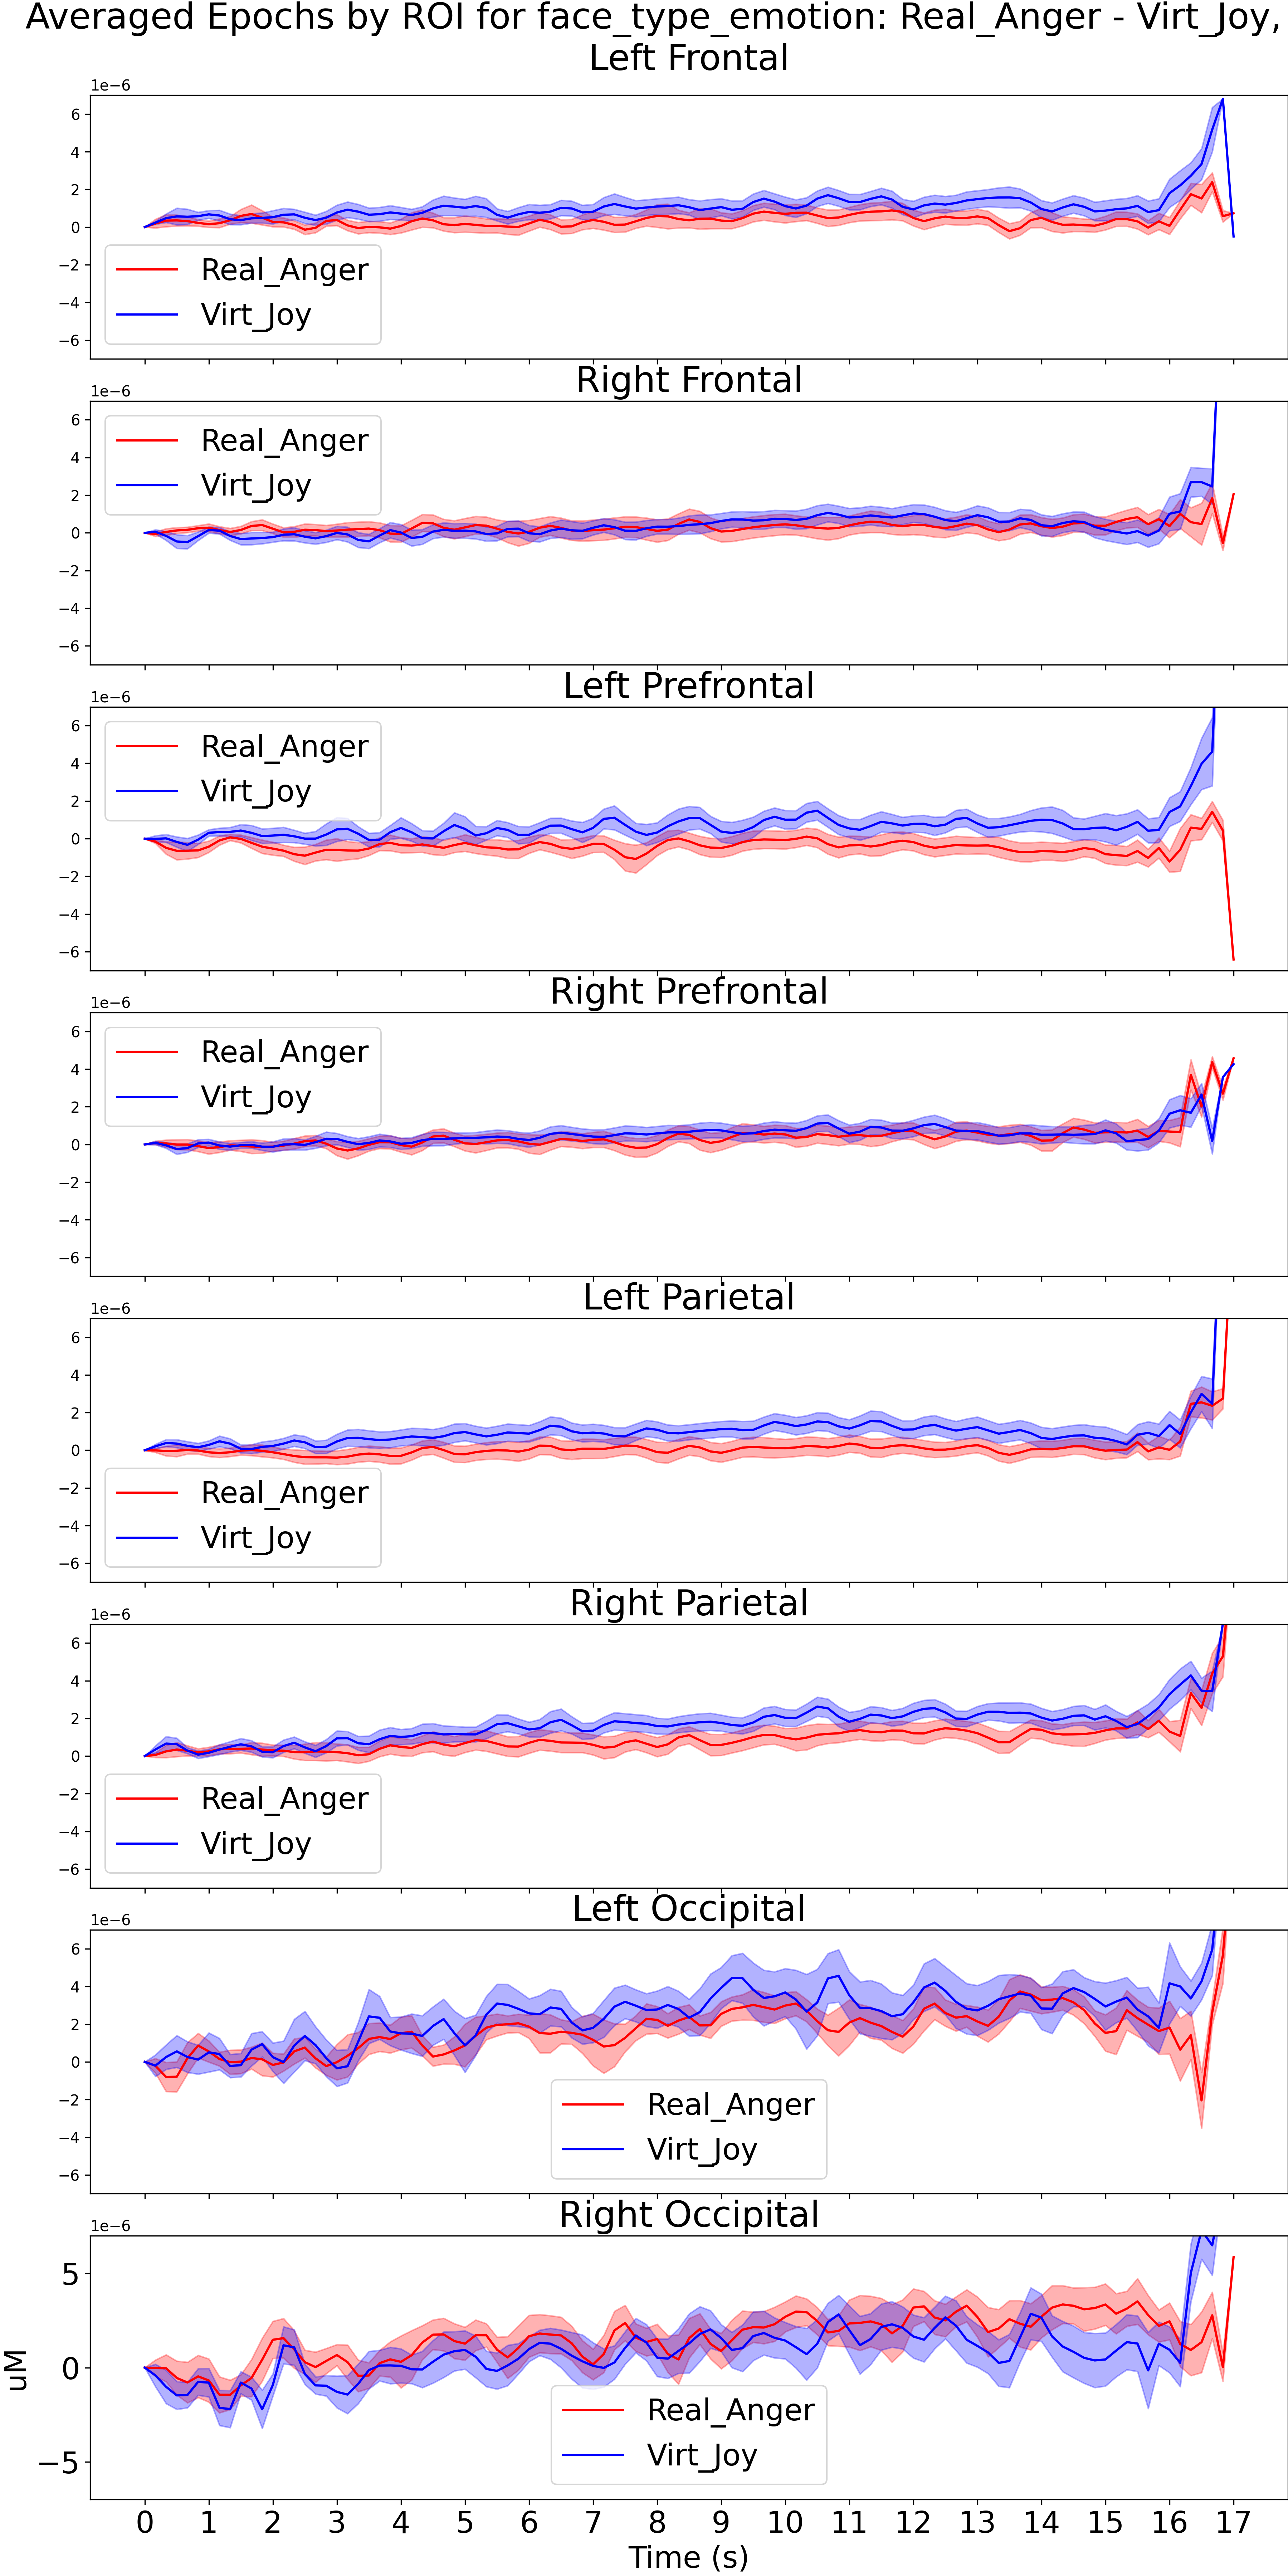 Averaged Epochs by ROI for face_type_emotion: Real_Anger - Virt_Joy,
Left Frontal
1e−6
6
4
2
0
−2
−4
−6
Real_Anger
Virt_Joy
Right Frontal
1e−6
6
4
2
0
−2
−4
−6
Real_Anger
Virt_Joy
Left Prefrontal
1e−6
6
4
2
0
−2
−4
−6
Real_Anger
Virt_Joy
Right Prefrontal
1e−6
6
4
2
0
−2
−4
−6
Real_Anger
Virt_Joy
Left Parietal
1e−6
6
4
2
0
−2
−4
−6
Real_Anger
Virt_Joy
Right Parietal
1e−6
6
4
2
0
−2
−4
−6
Real_Anger
Virt_Joy
Left Occipital
1e−6
6
4
2
0
−2
−4
−6
Real_Anger
Virt_Joy
Right Occipital
1e−6
5
0
−5
uM
Real_Anger
Virt_Joy
0 1 2 3 4 5 6 7 8 9 10 11 12 13 14 15 16 17
Time (s)